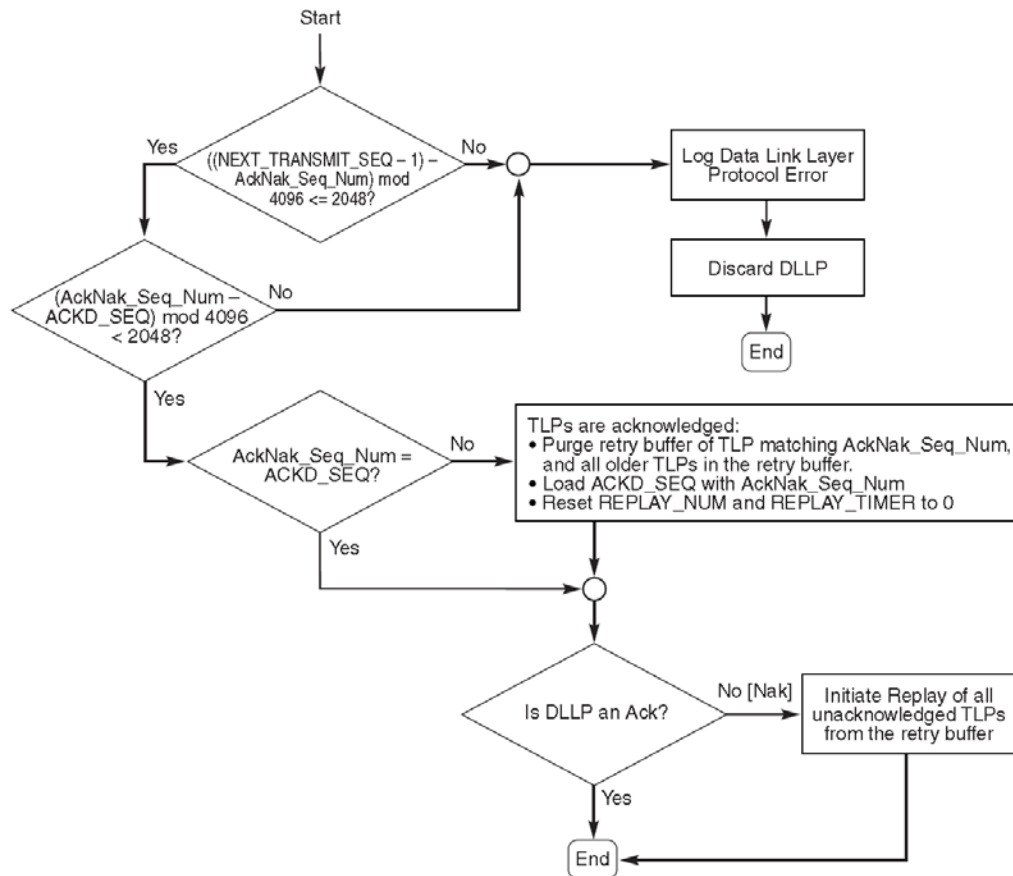 Start
Yes
((NEXT_TRANSMIT_SEQ – 1) –
AckNak_Seq_Num) mod
4096 <= 2048?
No
Log Data Link Layer
Protocol Error
Discard DLLP
End
(AckNak_Seq_Num –
ACKD_SEQ) mod 4096
< 2048?
No
Yes
AckNak_Seq_Num =
ACKD_SEQ?
No
Yes
TLPs are acknowledged:
• Purge retry buffer of TLP matching AckNak_Seq_Num,
and all older TLPs in the retry buffer.
• Load ACKD_SEQ with AckNak_Seq_Num
• Reset REPLAY_NUM and REPLAY_TIMER to 0
Is DLLP an Ack?
No [Nak]
Initiate Replay of all
unacknowledged TLPs
from the retry buffer
Yes
End